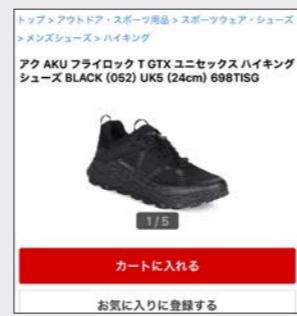 トップ > アウトドア・スポーツ用品 > スポーツウェア・シューズ
> メンズシューズ > ハイキング
アク AKU フライロック T GTX ユニセックス ハイキング
シューズ BLACK (052) UK5 (24cm) 698TISG
1/5
カートに入れる
お気に入りに登録する